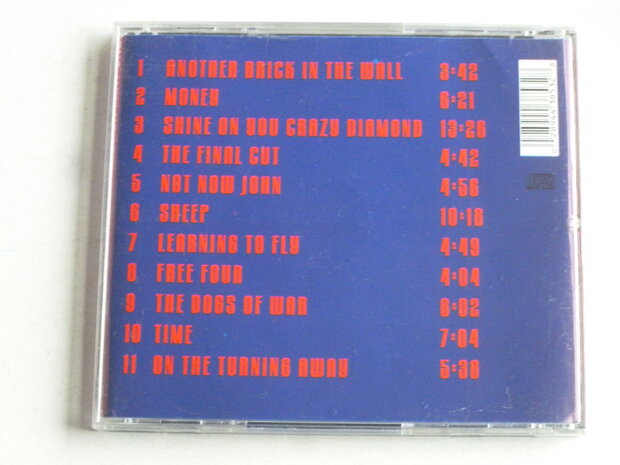 1 ANOTHER BRICK IN THE WALL 3:42
2 MONEY 6:21
3 SHINE ON YOU CRAZY DIAMOND 13:26
4 THE FINAL CUT 4:42
5 NOT NOW JOHN 4:56
6 SHEEP 10:16
7 LEARNING TO FLY 4:49
8 FREE FOUR 4:04
9 THE DOGS OF WAR 6:02
10 TIME 7:04
11 ON THE TURNING AWAY 5:38